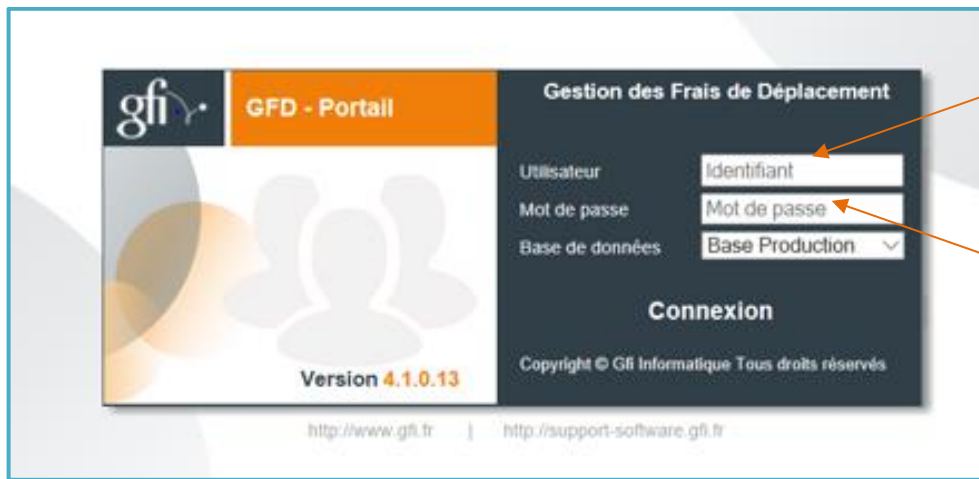 gfi
GFD - Portail
Gestion des Frais de Déplacement
Utilisateur Identifiant
Mot de passe Mot de passe
Base de données Base Production
Connexion
Version 4.1.0.13
Copyright © Gfi Informatique Tous droits réservés
http://www.gfi.fr | http://support-software.gfi.fr